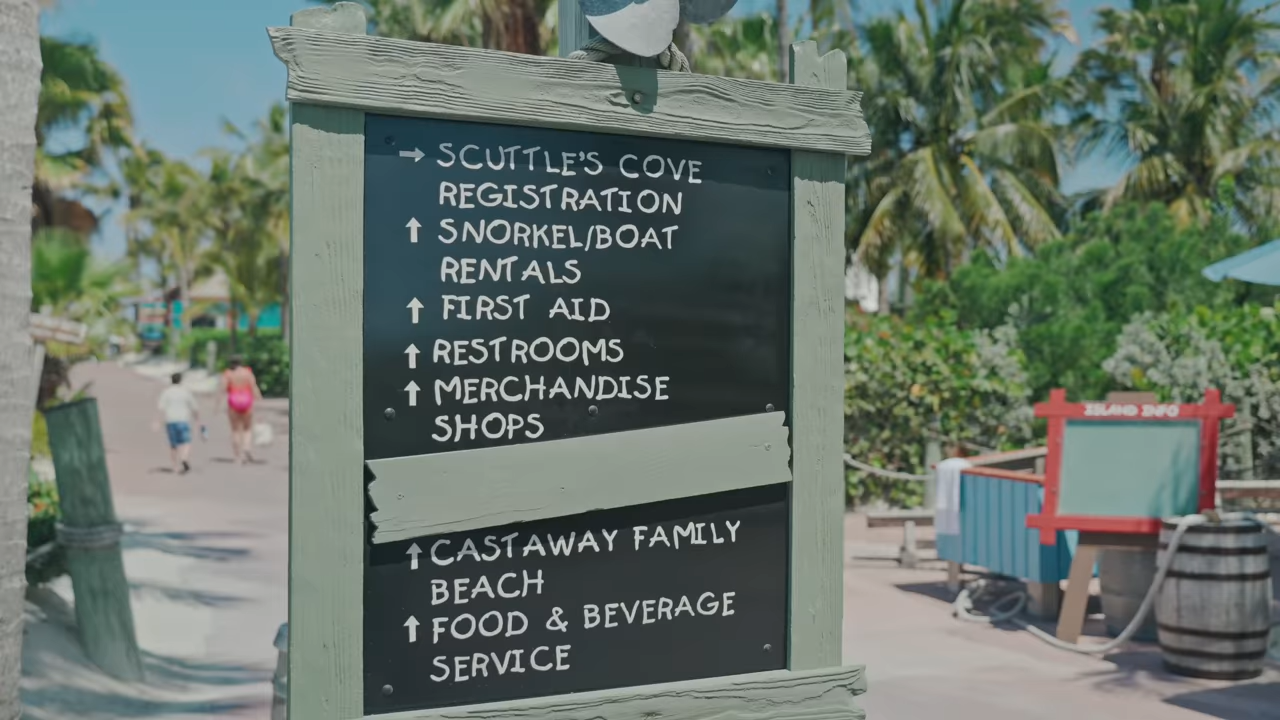 → SCUTTLE'S COVE
REGISTRATION
↑ SNORKEL/BOAT
RENTALS
↑ FIRST AID
↑ RESTROOMS
↑ MERCHANDISE
SHOPS
↑ CASTAWAY FAMILY
BEACH
↑ FOOD & BEVERAGE
SERVICE
ISLAND INFO